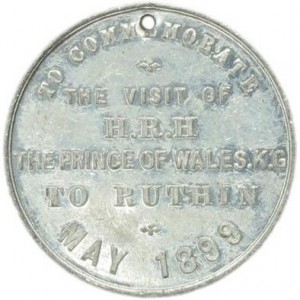 TO COMMEMORATE
THE VISIT OF
H.R.H
THE PRINCE OF WALES.K.G
TO RUTHIN
MAY 1899